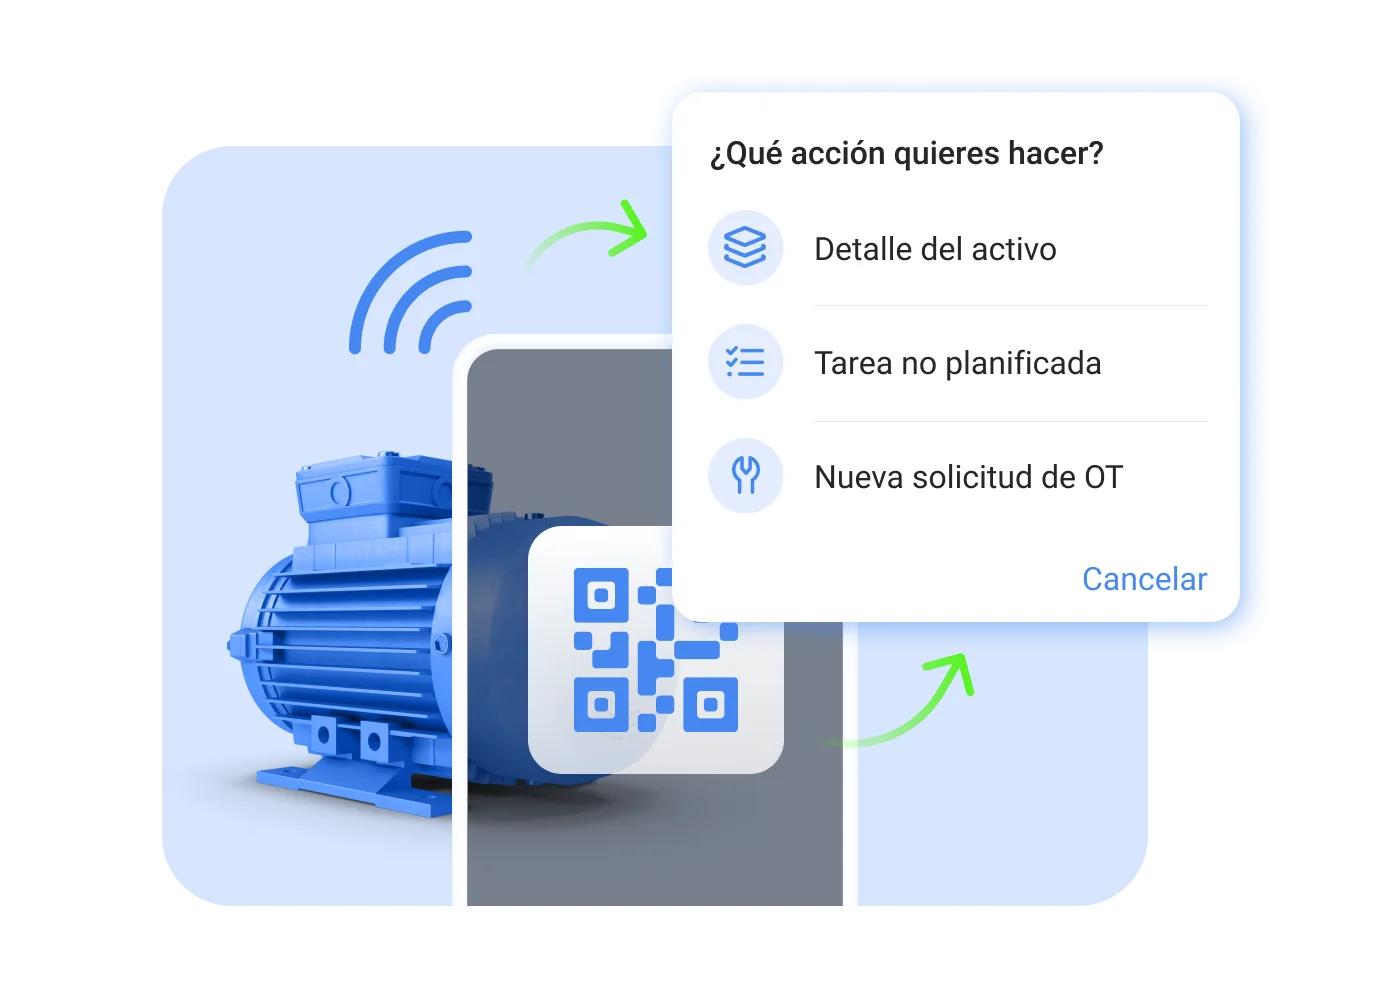 ¿Qué acción quieres hacer?
Detalle del activo
Tarea no planificada
Nueva solicitud de OT
Cancelar